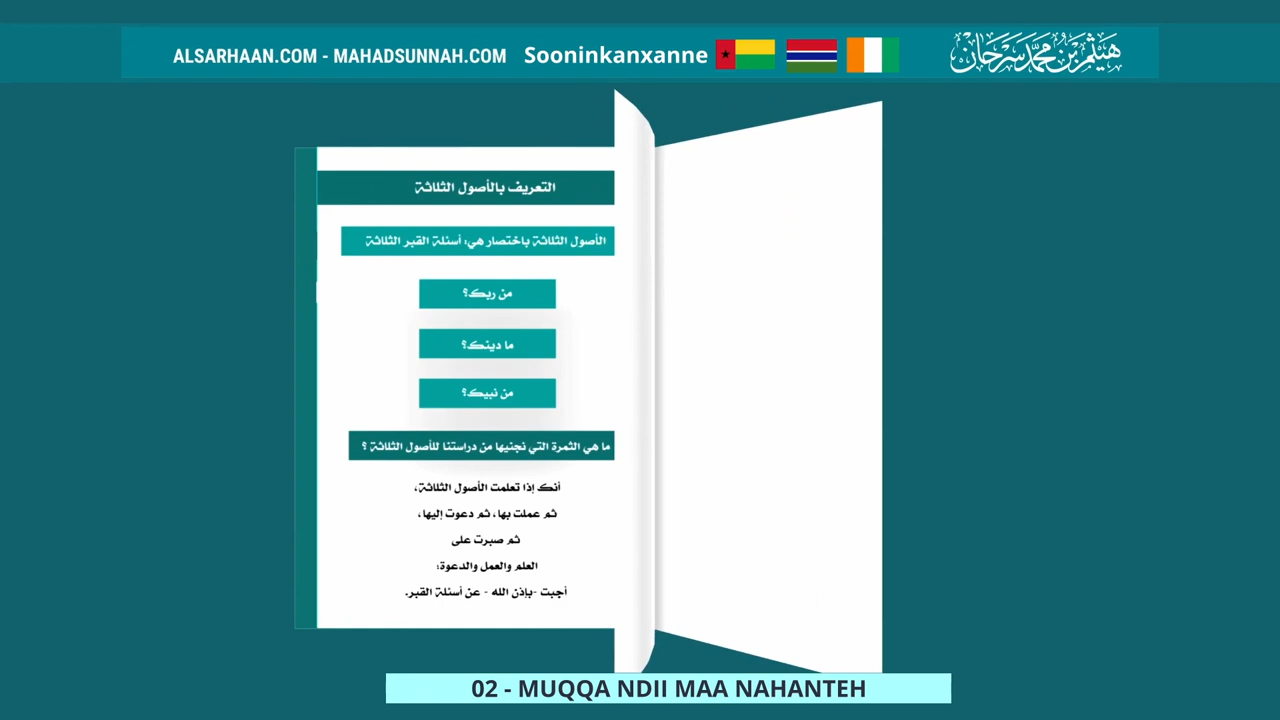 ALSARHAAN.COM - MAHADSUNNAH.COM Sooninkanxanne هيثم بن محمد سرحان
التعريف بالأصول الثلاثة
الأصول الثلاثة باختصار هي: أسئلة القبر الثلاثة
من ربك؟
ما دينك؟
من نبيك؟
ما هي الثمرة التي نجنيها من دراستنا للأصول الثلاثة ؟
أنك إذا تعلمت الأصول الثلاثة،
ثم عملت بها، ثم دعوت إليها،
ثم صبرت على
العلم والعمل والدعوة؛
أجبت -بإذن الله - عن أسئلة القبر.
02 - MUQQA NDII MAA NAHANTEH